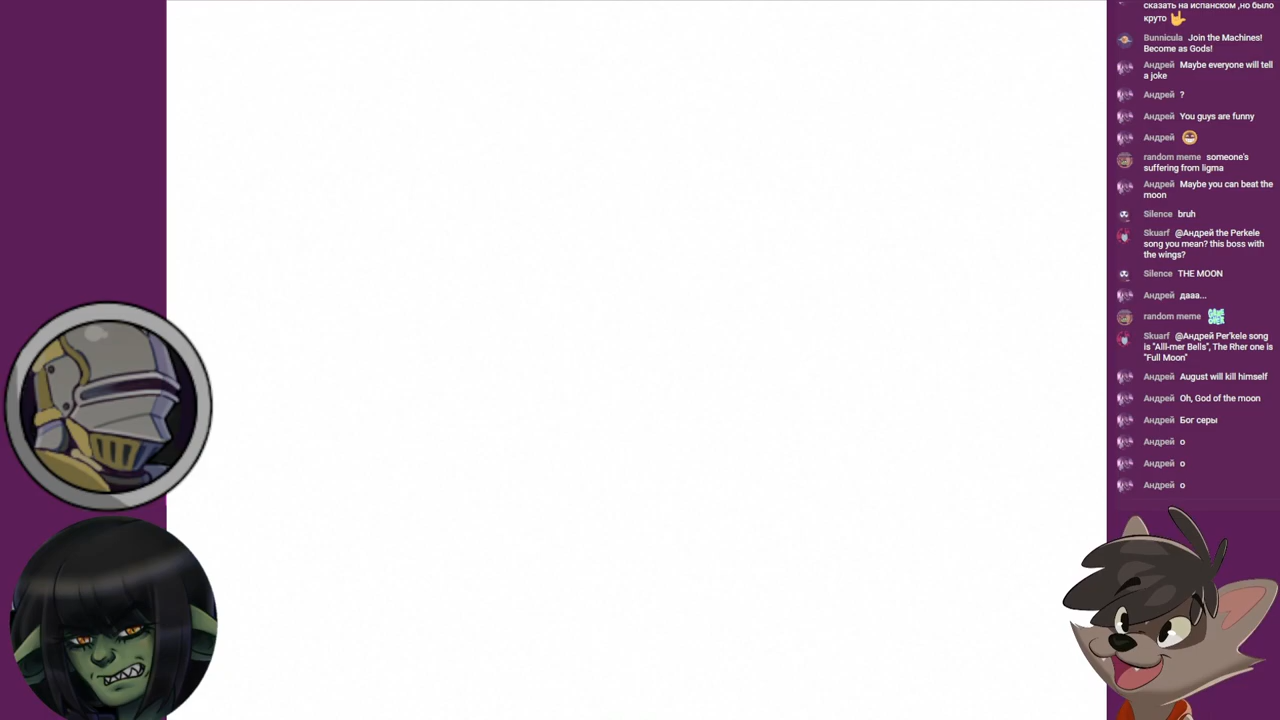 сказать на испанском ,но было
круто
Bunnicula Join the Machines!
Become as Gods!
Андрей Maybe everyone will tell
a joke
Андрей ?
Андрей You guys are funny
Андрей
random meme someone's
suffering from ligma
Андрей Maybe you can beat the
moon
Silence bruh
Skuarf @Андрей the Perkele
song you mean? this boss with
the wings?
Silence THE MOON
Андрей дааа...
random meme GAME OVER
Skuarf @Андрей Per'kele song
is "Alll-mer Bells", The Rher one is
"Full Moon"
Андрей August will kill himself
Андрей Oh, God of the moon
Андрей Бог серы
Андрей о
Андрей о
Андрей о